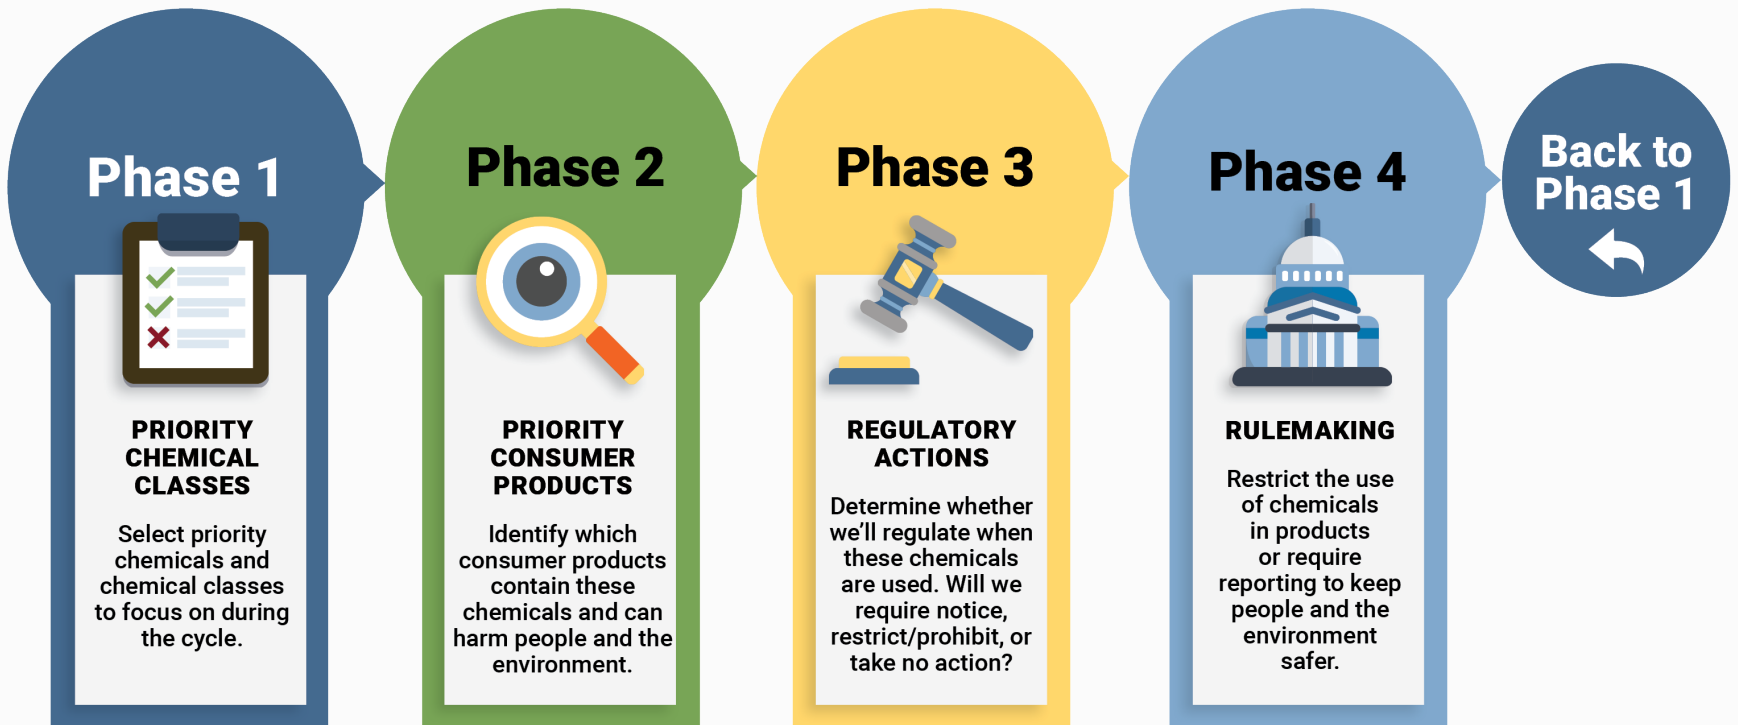 Phase 1
PRIORITY
CHEMICAL
CLASSES
Select priority
chemicals and
chemical classes
to focus on during
the cycle.
Phase 2
PRIORITY
CONSUMER
PRODUCTS
Identify which
consumer products
contain these
chemicals and can
harm people and the
environment.
Phase 3
REGULATORY
ACTIONS
Determine whether
we’ll regulate when
these chemicals
are used. Will we
require notice,
restrict/prohibit, or
take no action?
Phase 4
RULEMAKING
Restrict the use
of chemicals
in products
or require
reporting to keep
people and the
environment
safer.
Back to
Phase 1